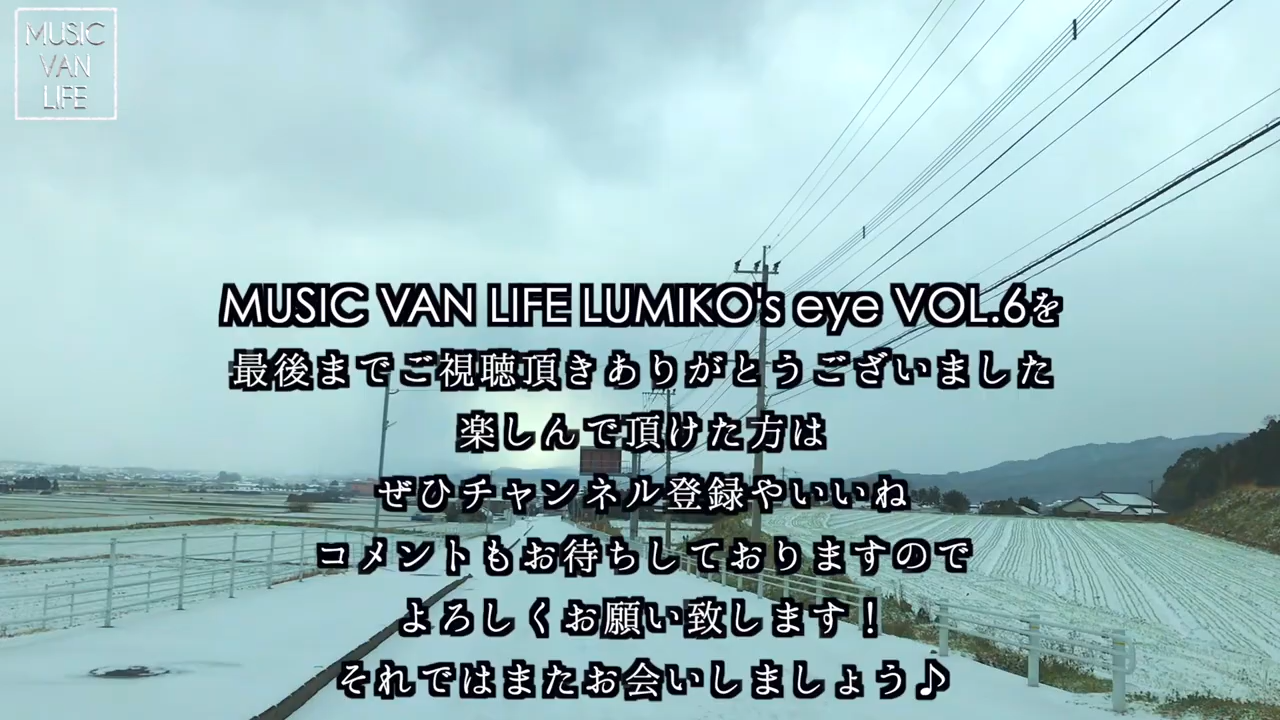 MUSIC
VAN
LIFE
MUSIC VAN LIFE LUMIKO's eye VOL.6を
最後までご視聴頂きありがとうございました
楽しんで頂けた方は
ぜひチャンネル登録やいいね
コメントもお待ちしておりますので
よろしくお願い致します！
それではまたお会いしましょう♪